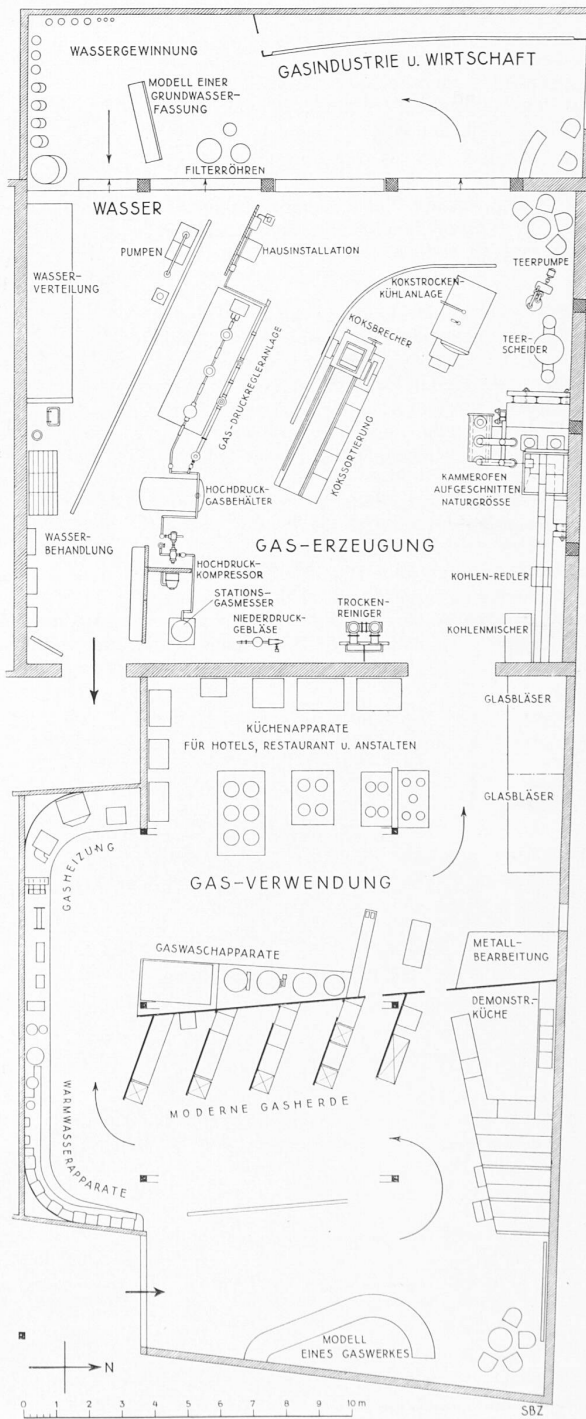 WASSERGEWINNUNG
GASINDUSTRIE U. WIRTSCHAFT
MODELL EINER
GRUNDWASSER-
FASSUNG
FILTERRÖHREN
WASSER
PUMPEN
HAUSINSTALLATION
WASSER-
VERTEILUNG
KOKSTROCKEN-
KÜHLANLAGE
TEERPUMPE
KOKSBRECHER
TEER-
SCHEIDER
GAS-DRUCKREGLERANLAGE
KOKSSORTIERUNG
KAMMEROFEN
AUFGESCHNITTEN
NATURGRÖSSE
HOCHDRUCK-
GASBEHÄLTER
WASSER-
BEHANDLUNG
GAS-ERZEUGUNG
HOCHDRUCK-
KOMPRESSOR
STATIONS-
GASMESSER
NIEDERDRUCK-
GEBLÄSE
TROCKEN-
REINIGER
KOHLEN-REDLER
KOHLENMISCHER
GLASBLÄSER
KÜCHENAPPARATE
FÜR HOTELS, RESTAURANT U. ANSTALTEN
GLASBLÄSER
GASHEIZUNG
GAS-VERWENDUNG
GASWASCHAPPARATE
METALL-
BEARBEITUNG
DEMONSTR.-
KÜCHE
MODERNE GASHERDE
WARMWASSERAPPARATE
MODELL
EINES GASWERKES
N
0 1 2 3 4 5 6 7 8 9 10 m
SBZ